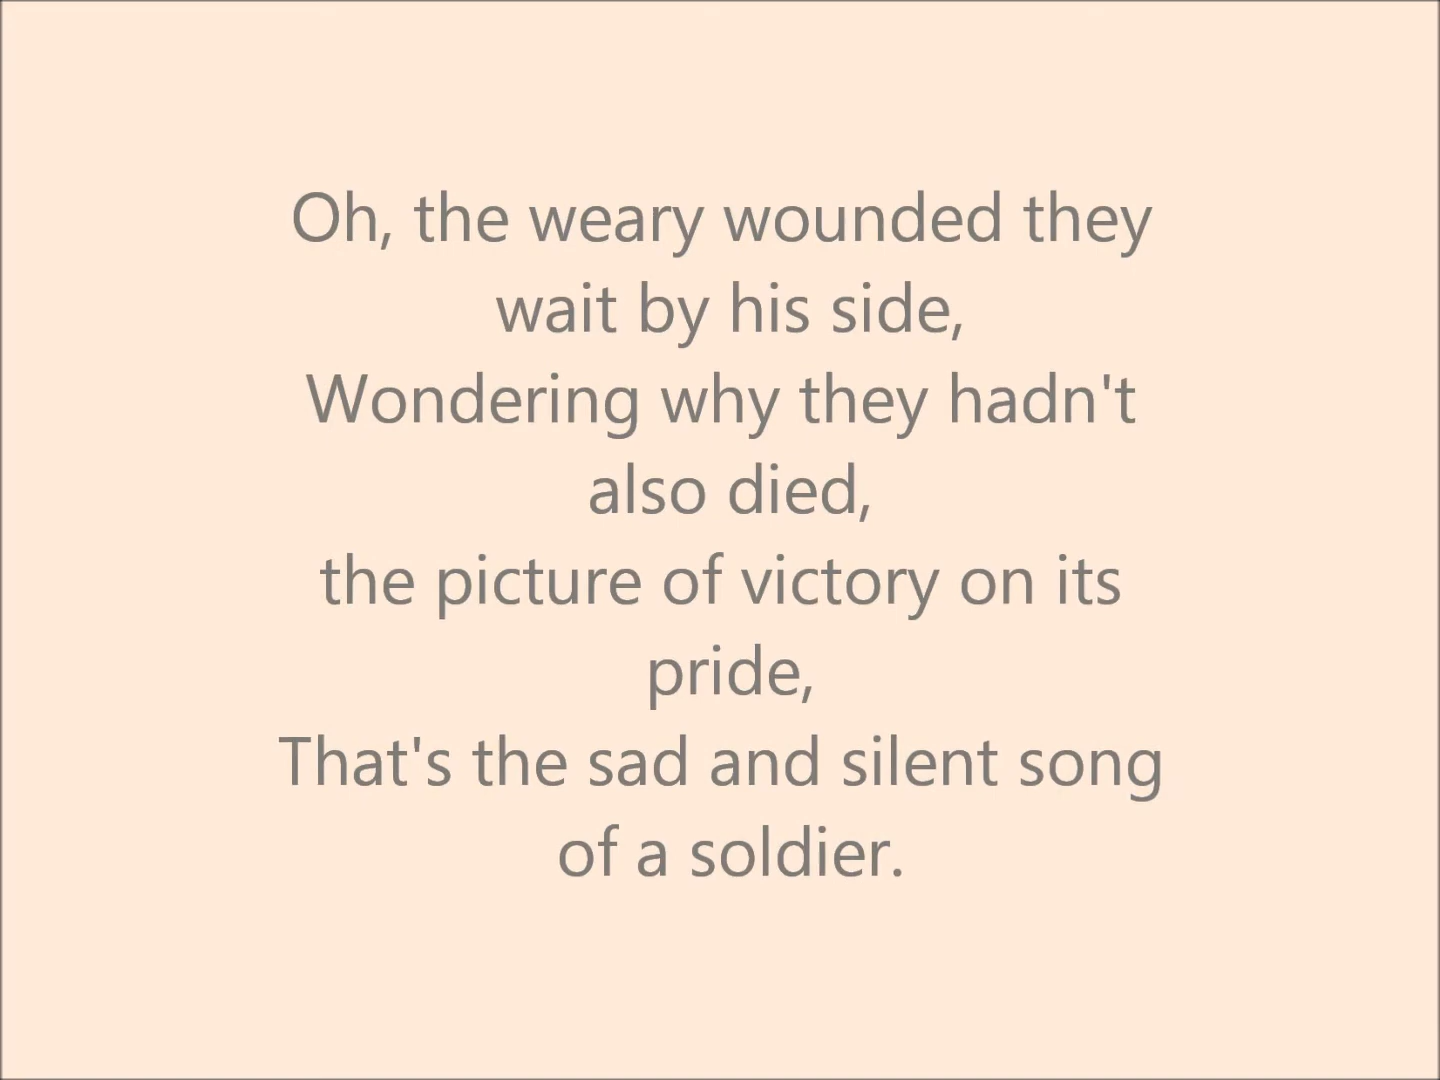 Oh, the weary wounded they
wait by his side,
Wondering why they hadn't
also died,
the picture of victory on its
pride,
That's the sad and silent song
of a soldier.